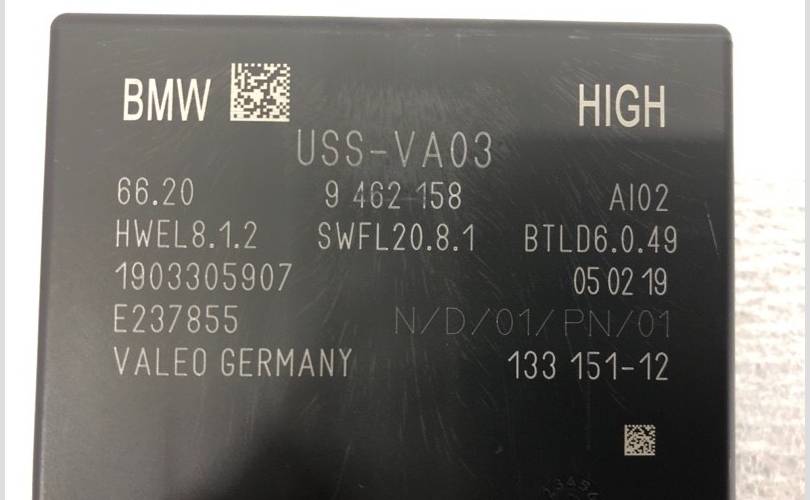 BMW HIGH
USS-VA03
66.20 9 462 158 AI02
HWEL8.1.2 SWFL20.8.1 BTLD6.0.49
1903305907 05 02 19
E237855 N/D/01/PN/01
VALEO GERMANY 133 151-12